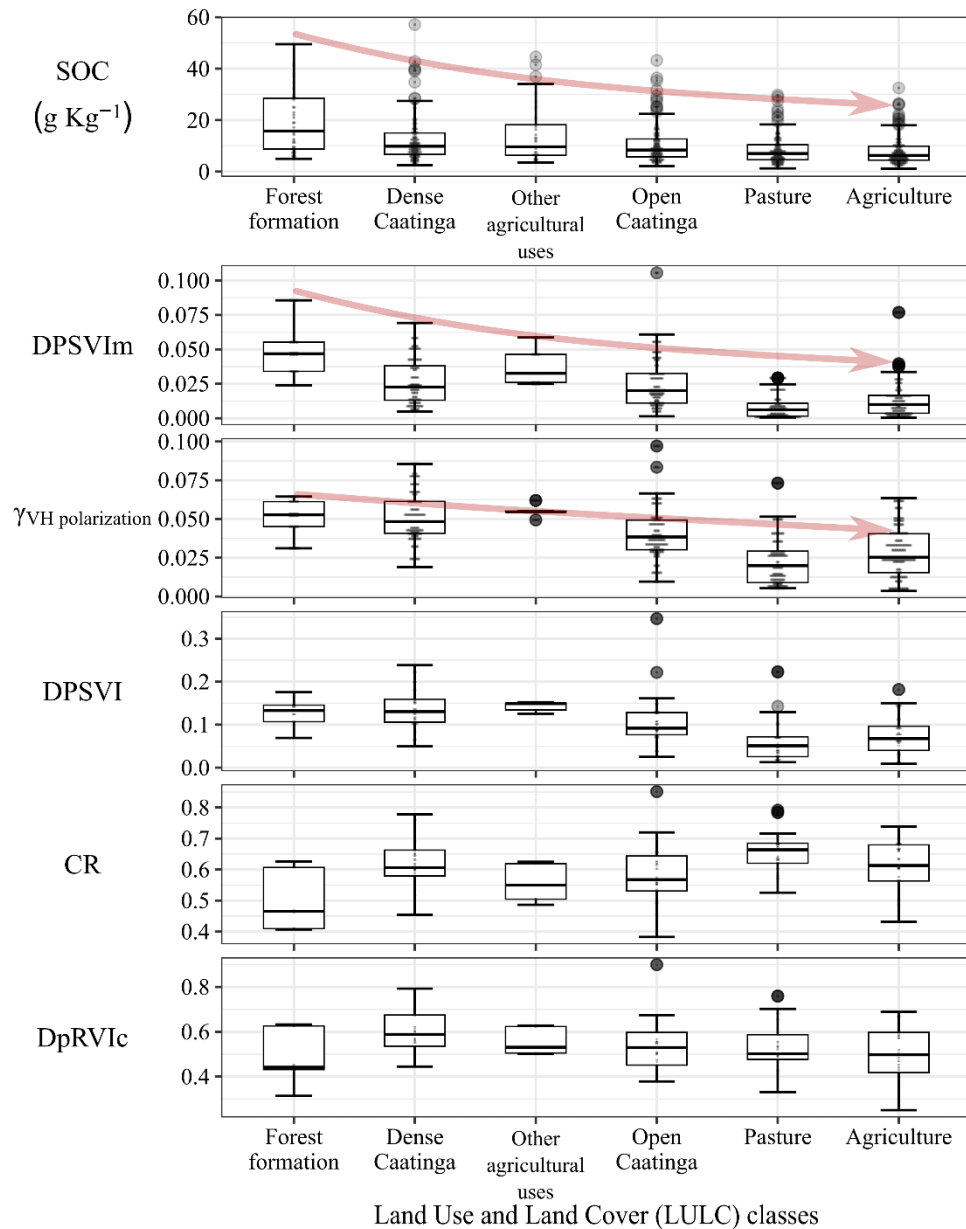 SOC
(g Kg⁻¹)
60
40
20
0
Forest
formation
Dense
Caatinga
Other
agricultural
uses
Open
Caatinga
Pasture
Agriculture
DPSVIm
0.100
0.075
0.050
0.025
0.000
γVH polarization
0.100
0.075
0.050
0.025
0.000
DPSVI
0.3
0.2
0.1
0.0
CR
0.8
0.7
0.6
0.5
0.4
DpRVIc
0.8
0.6
0.4
Forest
formation
Dense
Caatinga
Other
agricultural
uses
Open
Caatinga
Pasture
Agriculture
Land Use and Land Cover (LULC) classes